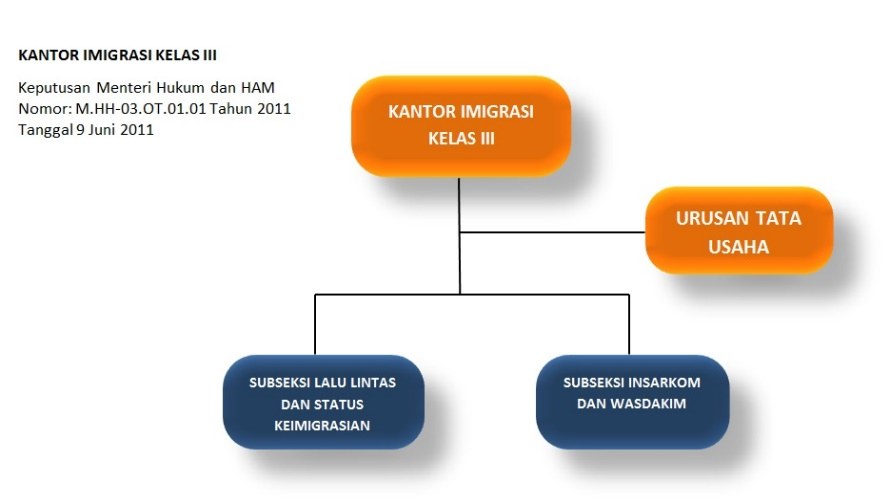 KANTOR IMIGRASI KELAS III
Keputusan Menteri Hukum dan HAM
Nomor: M.HH-03.OT.01.01 Tahun 2011
Tanggal 9 Juni 2011
KANTOR IMIGRASI
KELAS III
URUSAN TATA
USAHA
SUBSEKSI LALU LINTAS
DAN STATUS
KEIMIGRASIAN
SUBSEKSI INSARKOM
DAN WASDAKIM